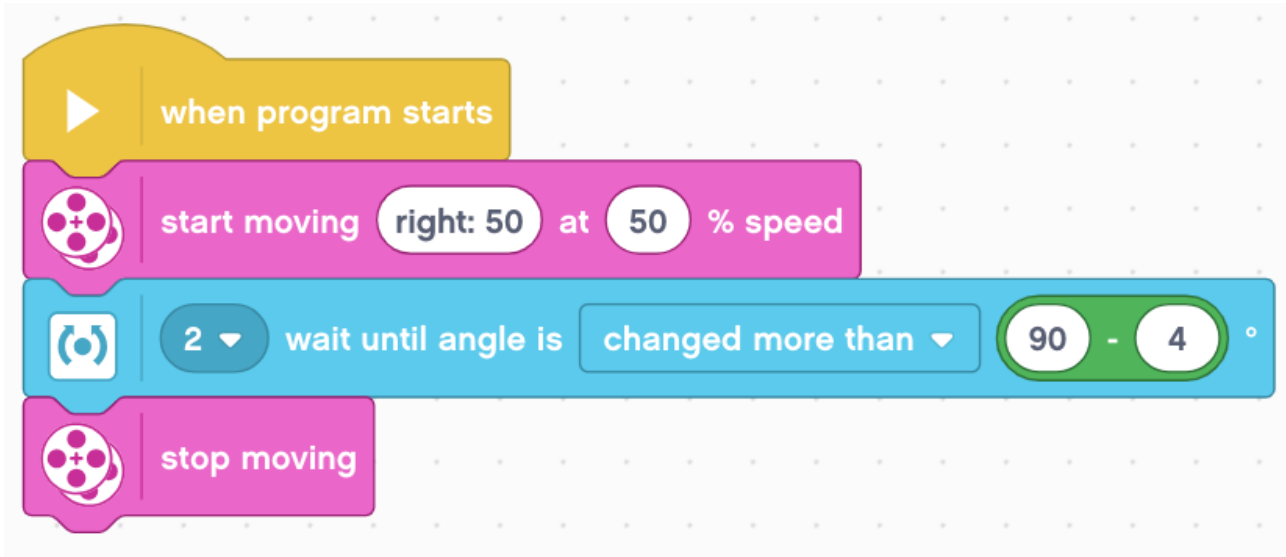 when program starts
start moving right: 50 at 50 % speed
2 wait until angle is changed more than 90 - 4 °
stop moving